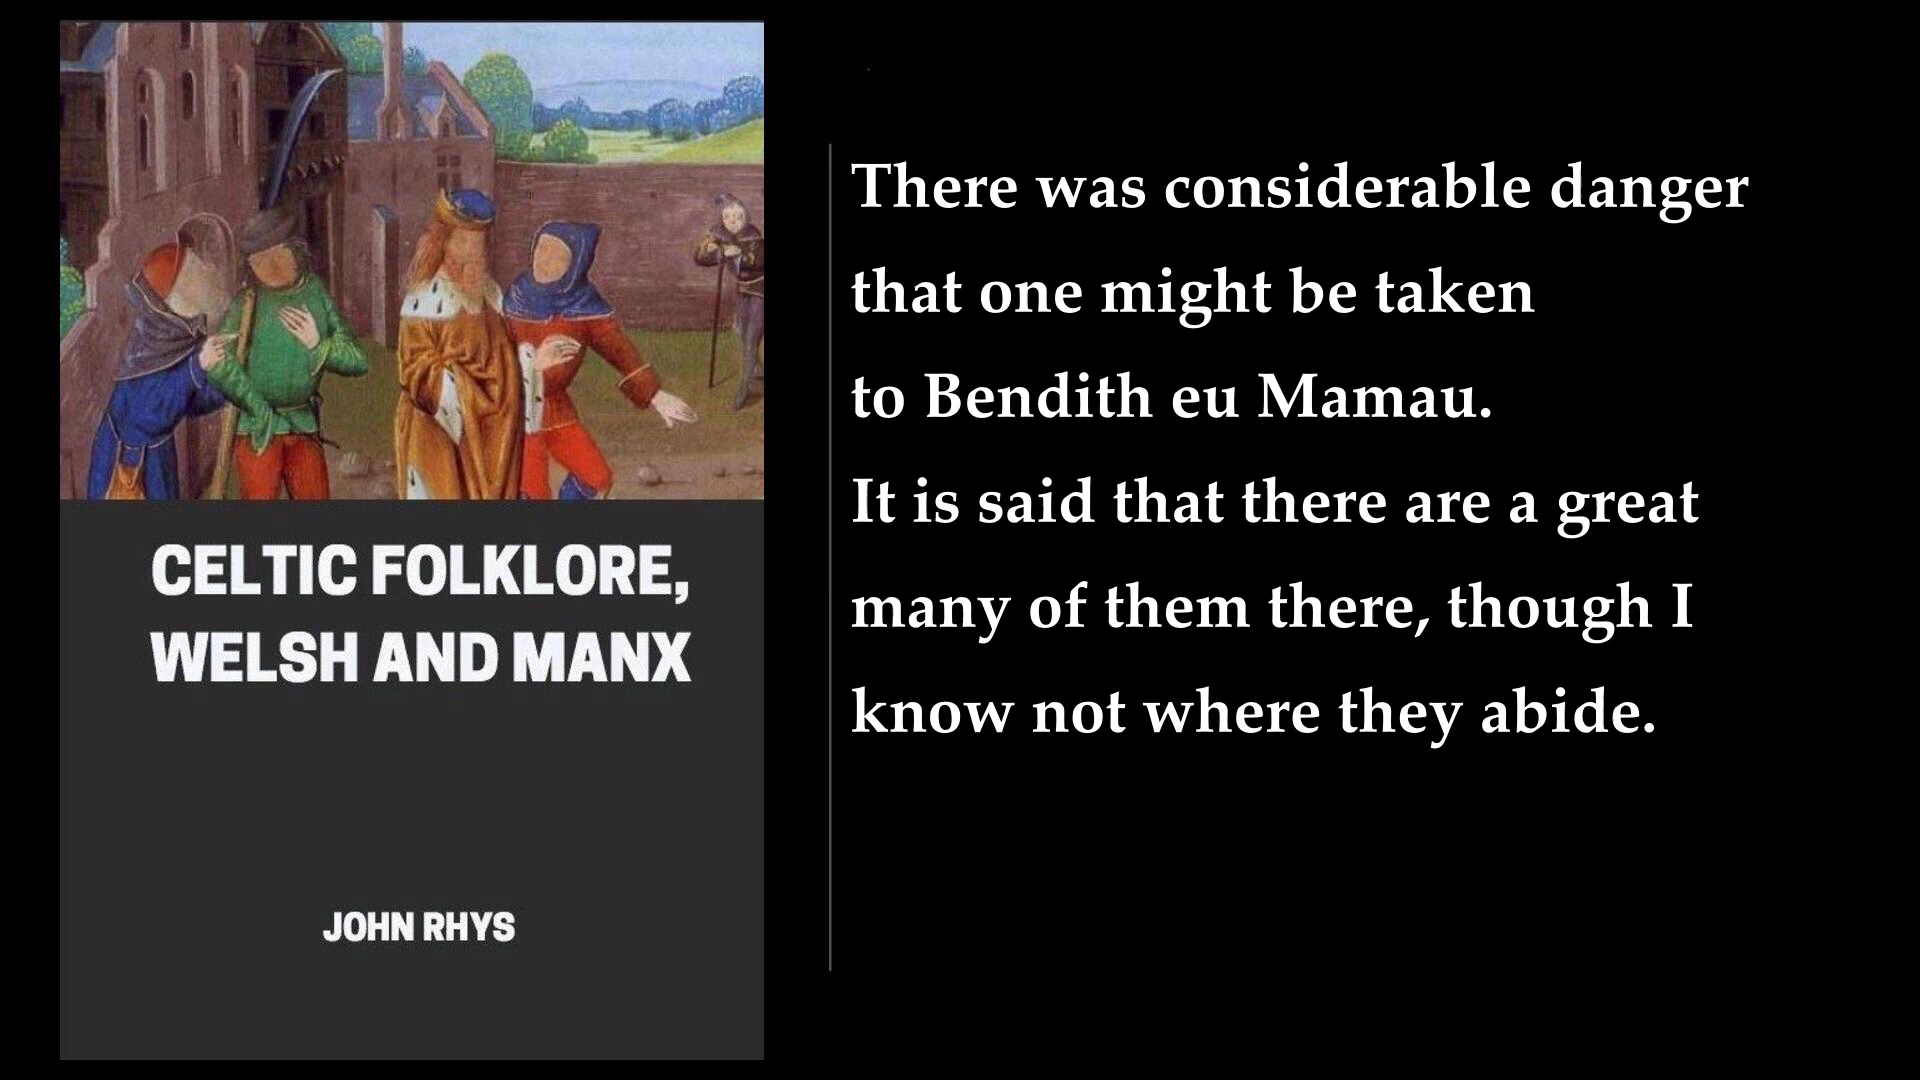 CELTIC FOLKLORE,
WELSH AND MANX
JOHN RHYS
There was considerable danger
that one might be taken
to Bendith eu Mamau.
It is said that there are a great
many of them there, though I
know not where they abide.